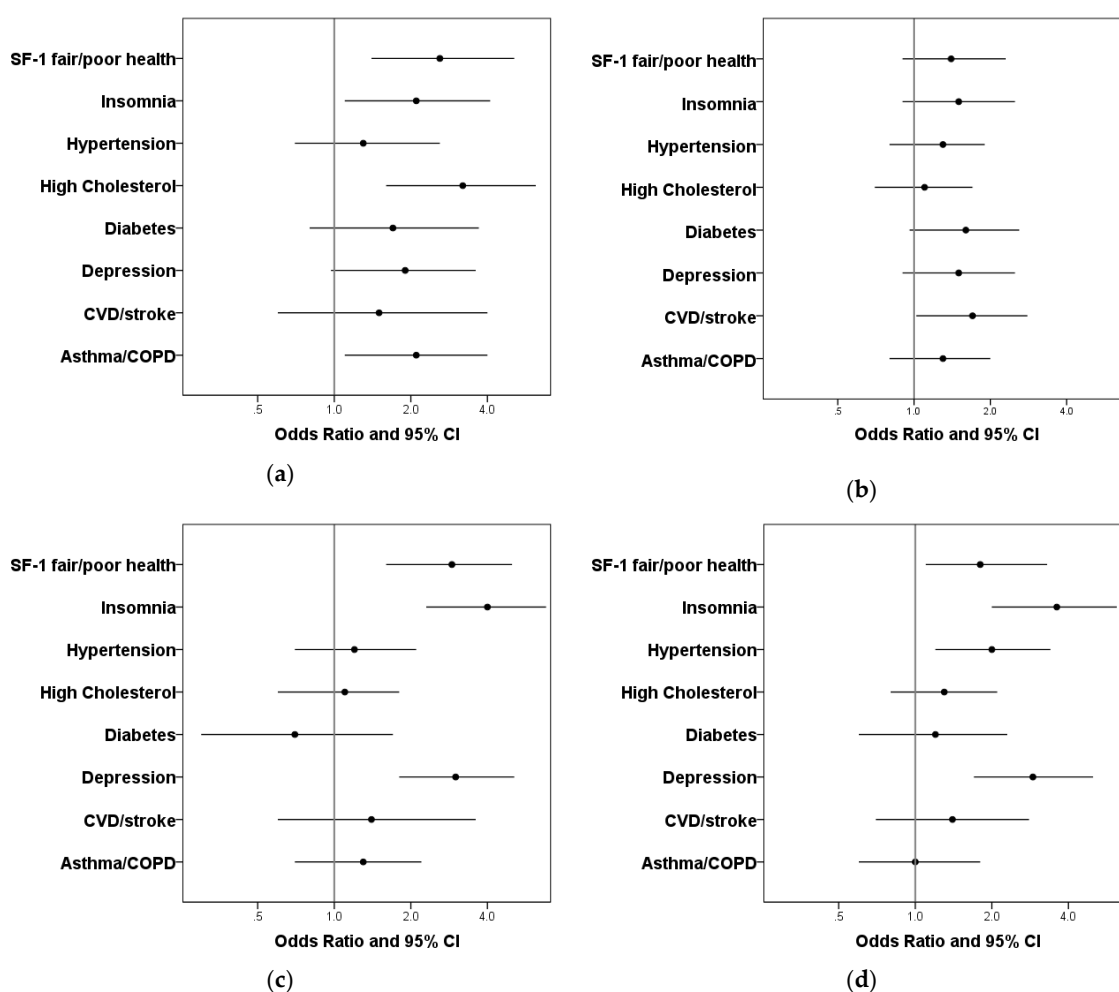 SF-1 fair/poor health
Insomnia
Hypertension
High Cholesterol
Diabetes
Depression
CVD/stroke
Asthma/COPD
.5 1.0 2.0 4.0
Odds Ratio and 95% CI
(a)
SF-1 fair/poor health
Insomnia
Hypertension
High Cholesterol
Diabetes
Depression
CVD/stroke
Asthma/COPD
.5 1.0 2.0 4.0
Odds Ratio and 95% CI
(b)
SF-1 fair/poor health
Insomnia
Hypertension
High Cholesterol
Diabetes
Depression
CVD/stroke
Asthma/COPD
.5 1.0 2.0 4.0
Odds Ratio and 95% CI
(c)
SF-1 fair/poor health
Insomnia
Hypertension
High Cholesterol
Diabetes
Depression
CVD/stroke
Asthma/COPD
.5 1.0 2.0 4.0
Odds Ratio and 95% CI
(d)